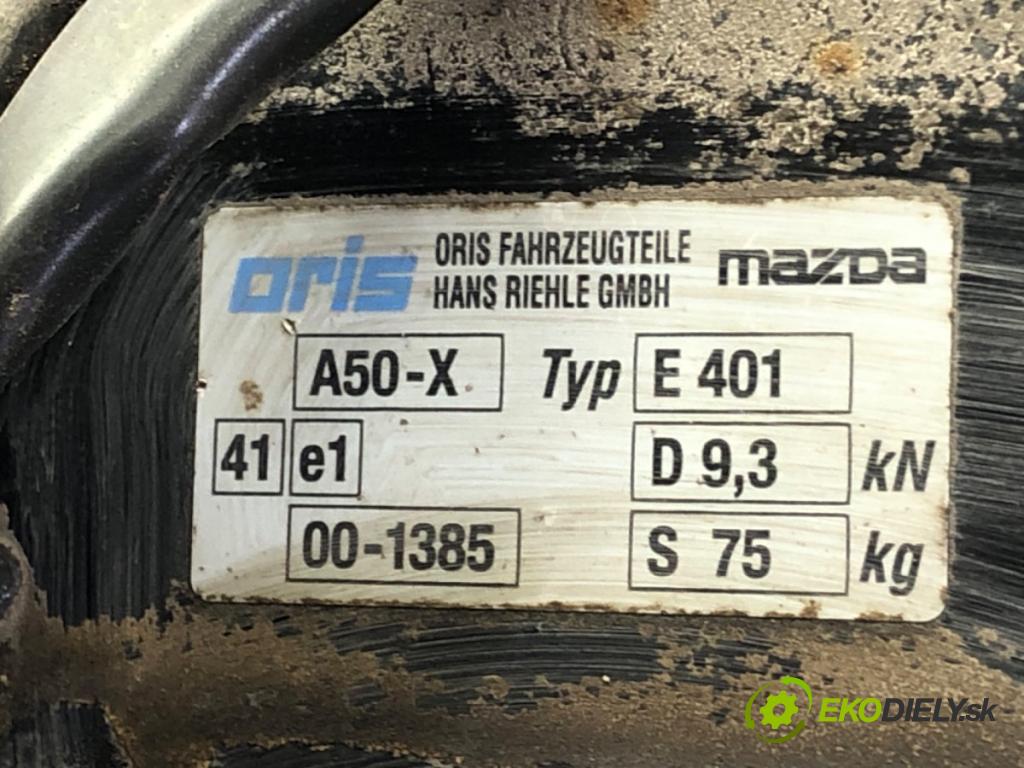 oris ORIS FAHRZEUGTEILE mazda
HANS RIEHLE GMBH
A50-X Typ E 401
41 e1 D 9,3 kN
00-1385 S 75 kg
EKODIELY.sk